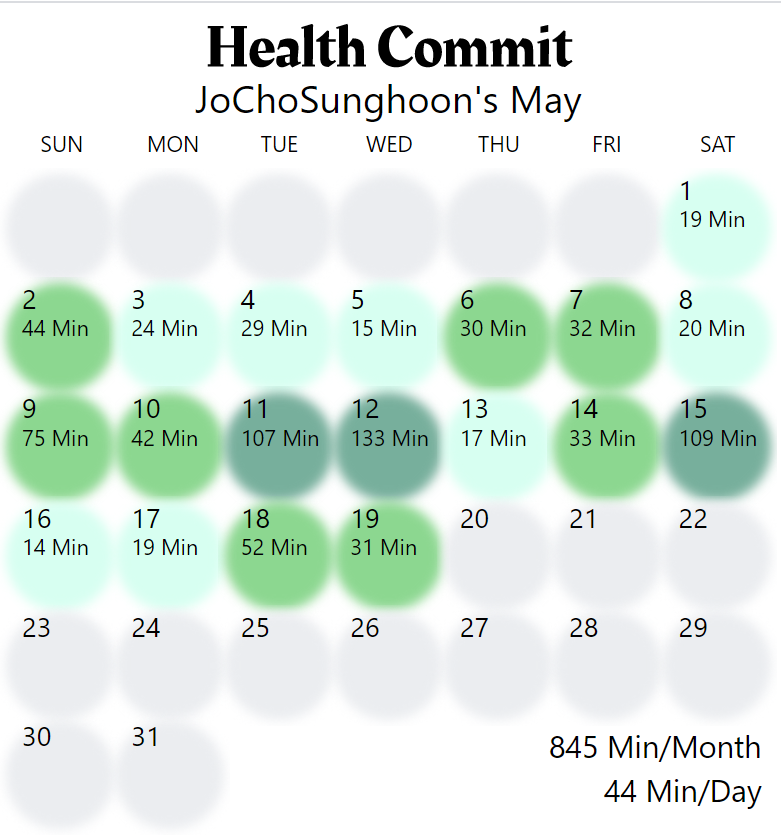 Health Commit
JoChoSunghoon's May
SUN MON TUE WED THU FRI SAT
1
19 Min
2 3 4 5 6 7 8
44 Min 24 Min 29 Min 15 Min 30 Min 32 Min 20 Min
9 10 11 12 13 14 15
75 Min 42 Min 107 Min 133 Min 17 Min 33 Min 109 Min
16 17 18 19 20 21 22
14 Min 19 Min 52 Min 31 Min
23 24 25 26 27 28 29
30 31
845 Min/Month
44 Min/Day